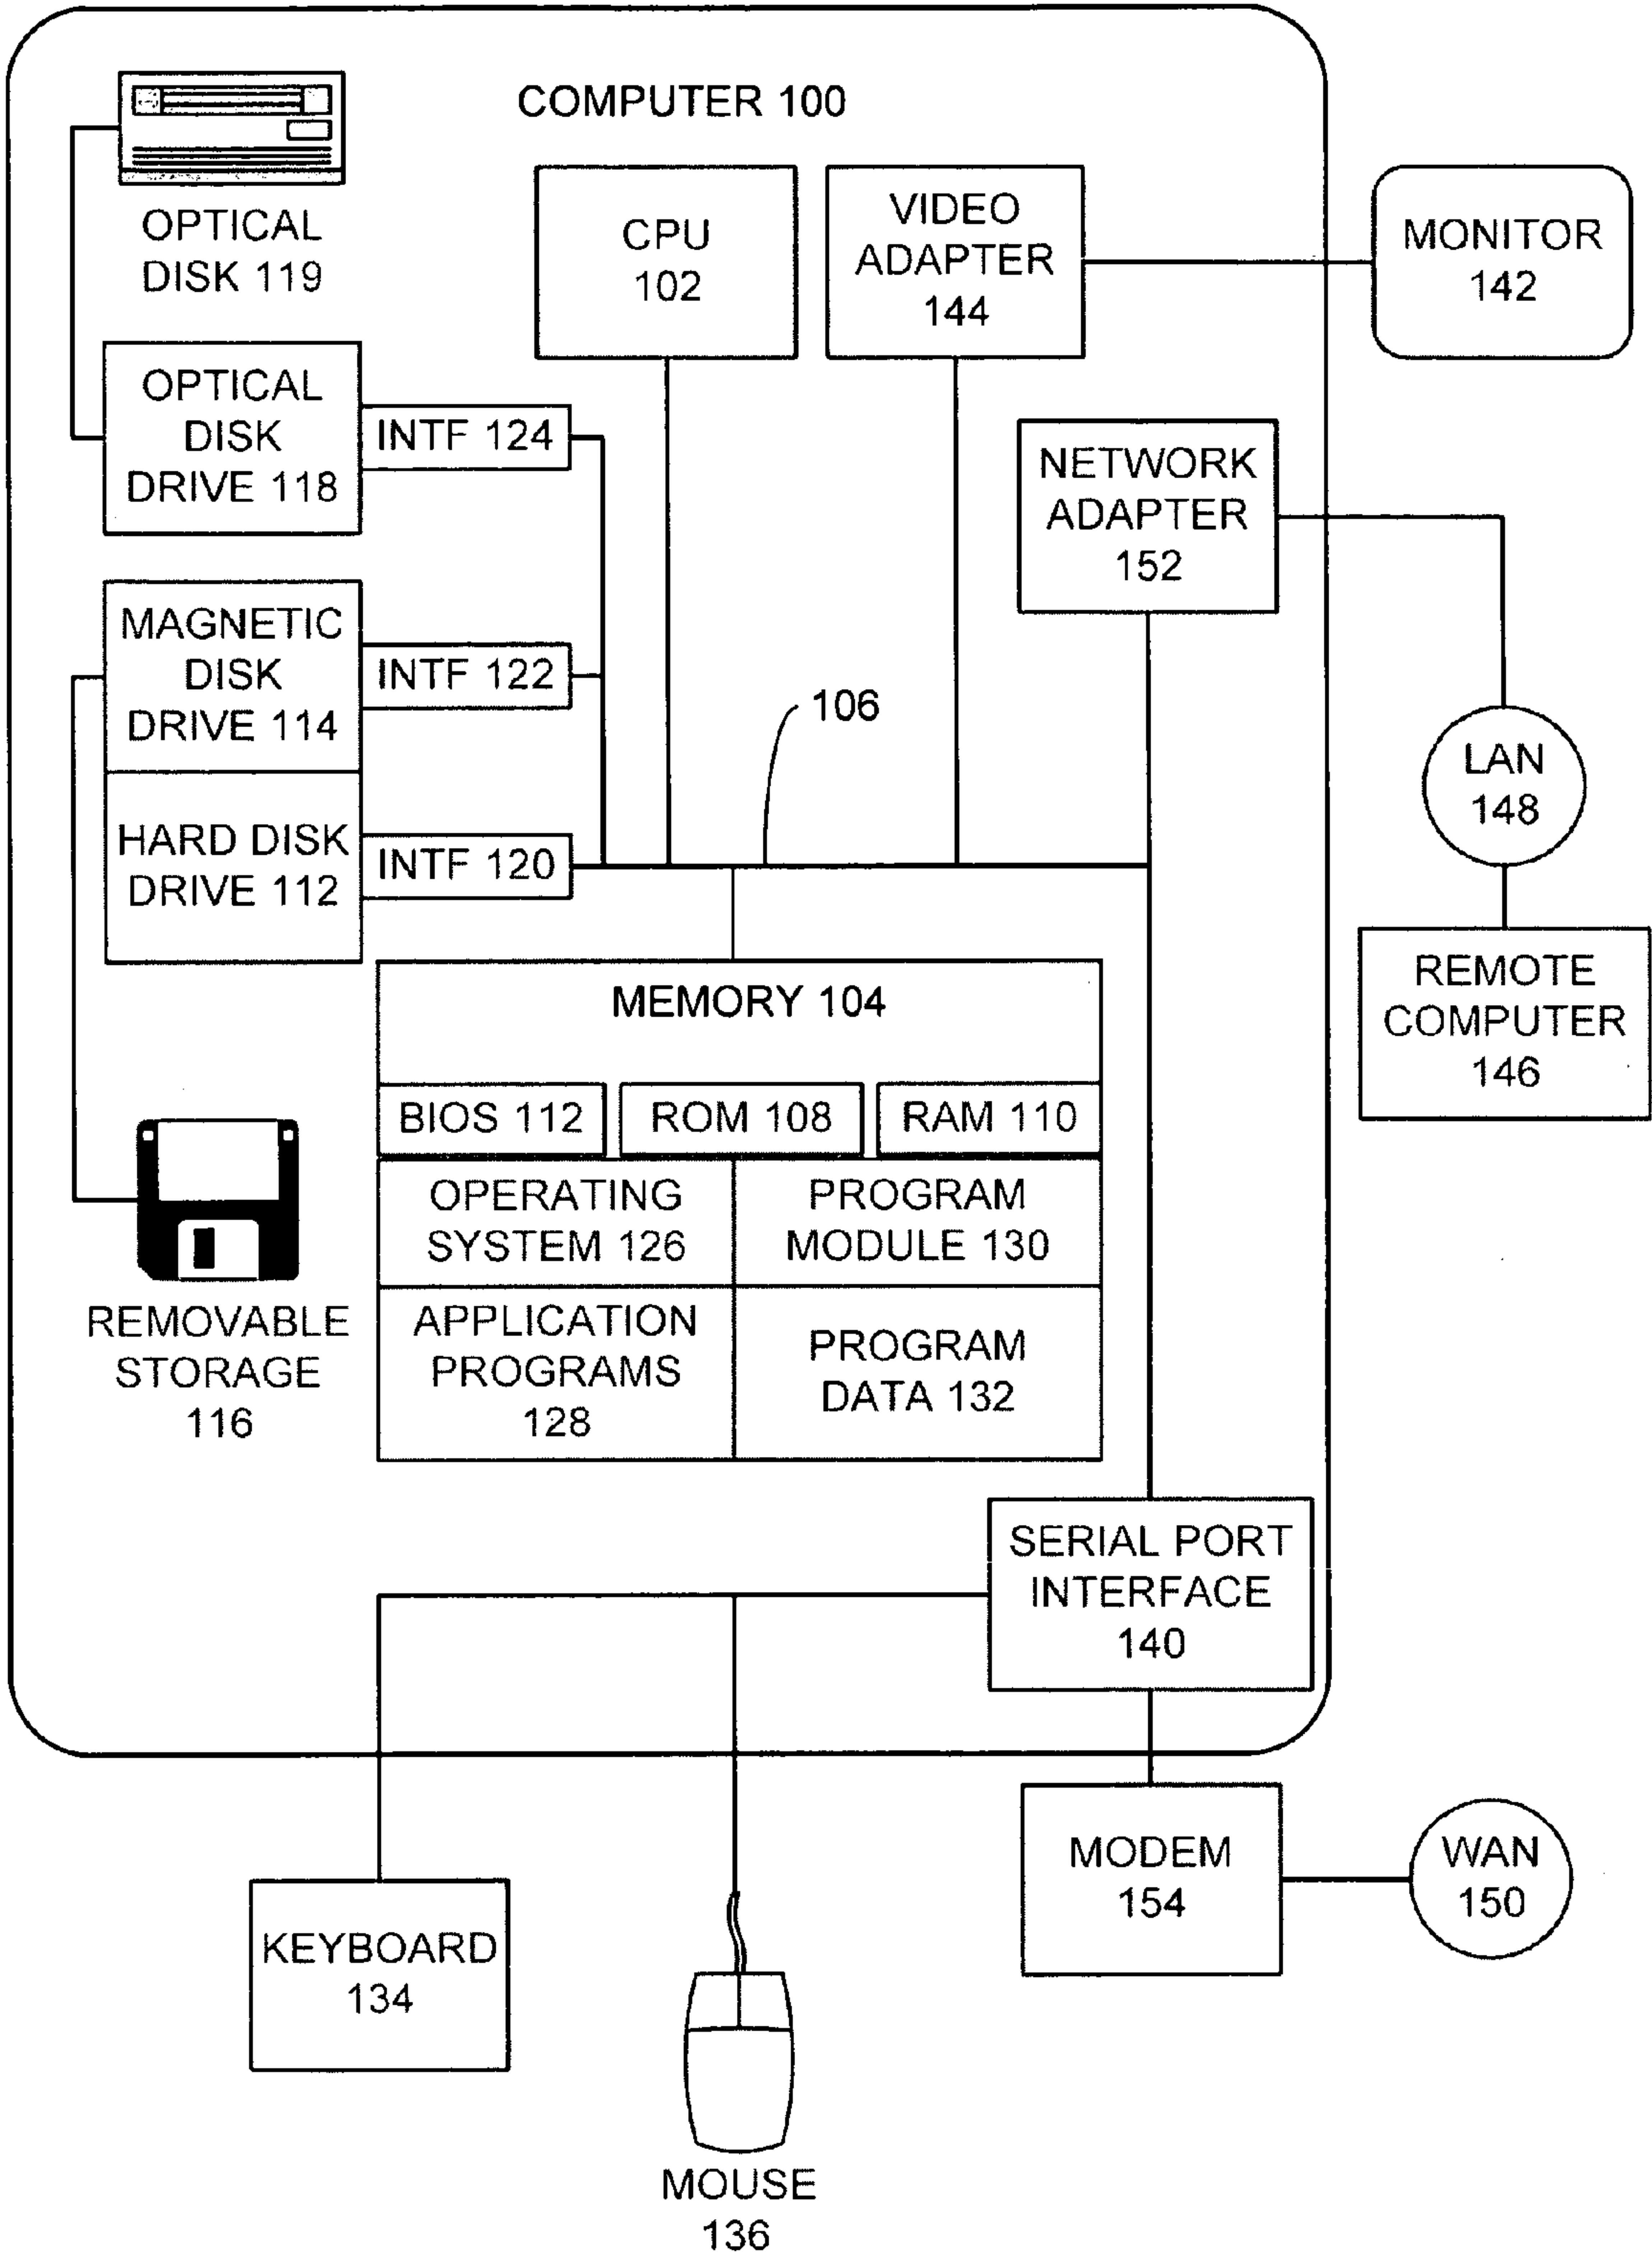 COMPUTER 100
OPTICAL
DISK 119
CPU
102
VIDEO
ADAPTER
144
MONITOR
142
OPTICAL
DISK
DRIVE 118
INTF 124
NETWORK
ADAPTER
152
MAGNETIC
DISK
DRIVE 114
INTF 122
106
LAN
148
HARD DISK
DRIVE 112
INTF 120
REMOTE
COMPUTER
146
MEMORY 104
BIOS 112
ROM 108
RAM 110
OPERATING
SYSTEM 126
PROGRAM
MODULE 130
REMOVABLE
STORAGE
116
APPLICATION
PROGRAMS
128
PROGRAM
DATA 132
SERIAL PORT
INTERFACE
140
MODEM
154
WAN
150
KEYBOARD
134
MOUSE
136